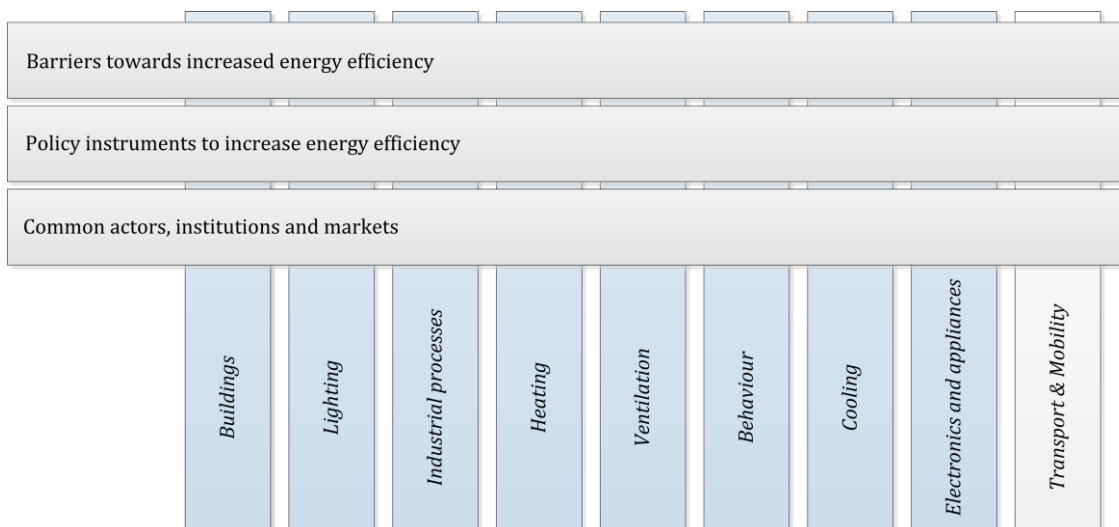 Barriers towards increased energy efficiency
Policy instruments to increase energy efficiency
Common actors, institutions and markets
Buildings
Lighting
Industrial processes
Heating
Ventilation
Behaviour
Cooling
Electronics and appliances
Transport & Mobility